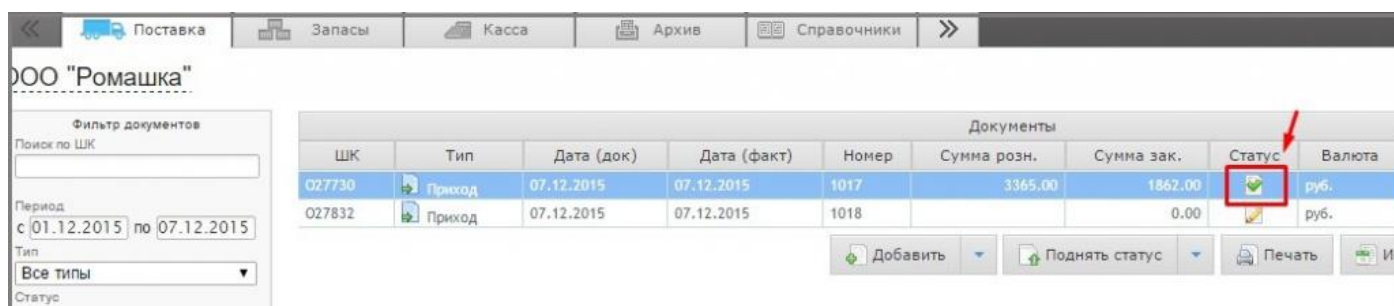 Поставка Запасы Касса Архив Справочники
ООО "Ромашка"
Фильтр документов
Поиск по ШК
Период
с 01.12.2015 по 07.12.2015
Тип
Все типы
Статус
Документы
ШК Тип Дата (док) Дата (факт) Номер Сумма розн. Сумма зак. Статус Валюта
027730 Приход 07.12.2015 07.12.2015 1017 3365.00 1862.00 руб.
027832 Приход 07.12.2015 07.12.2015 1018 0.00 руб.
Добавить Поднять статус Печать И